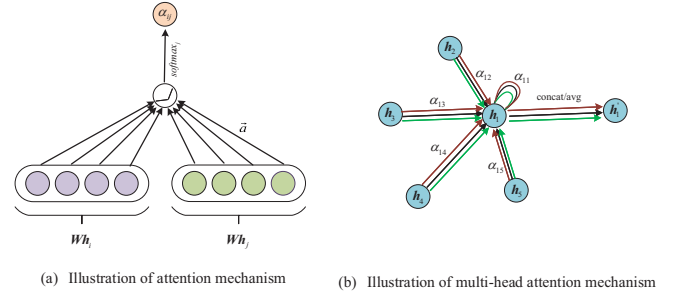 α_ij
softmax_j
a⃗
Wh_i
Wh_j
(a) Illustration of attention mechanism
h_2
α_12
α_11
α_13
h_3
h_1
concat/avg
h'_1
α_14
α_15
h_4
h_5
(b) Illustration of multi-head attention mechanism